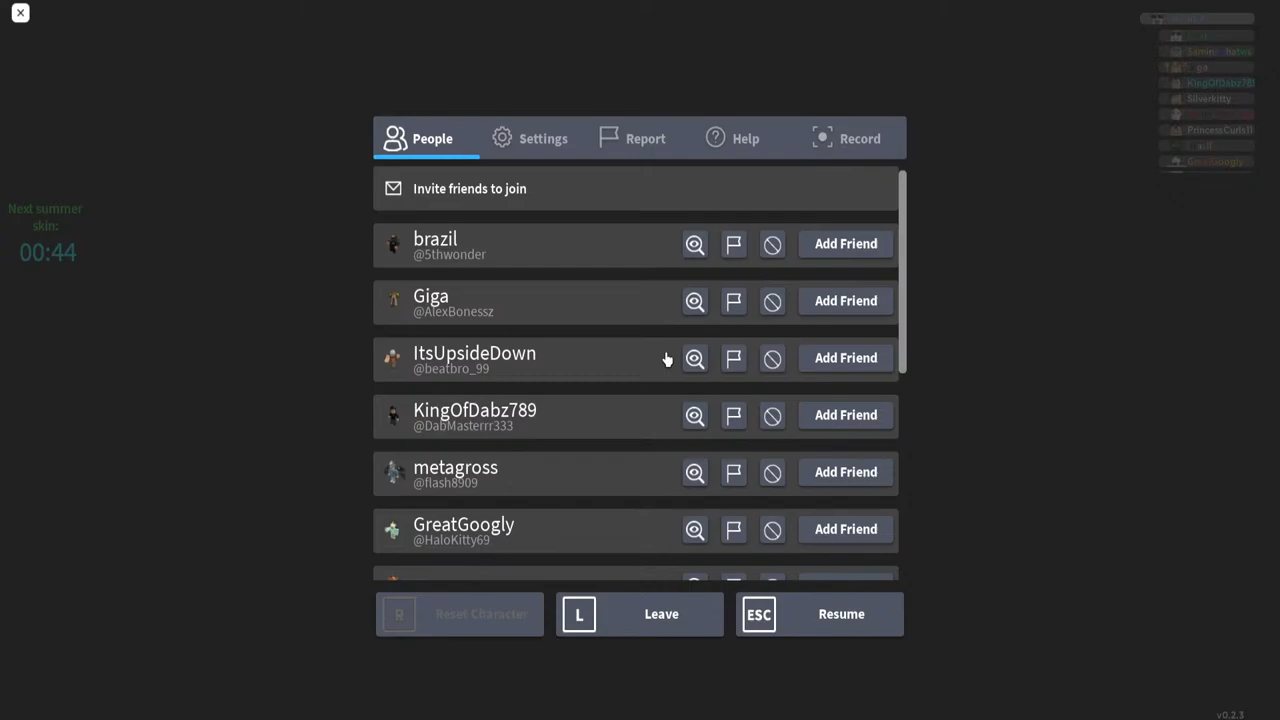 People
Settings
Report
Help
Record
Invite friends to join
brazil
@5thwonder
Add Friend
Giga
@AlexBonessz
Add Friend
ItsUpsideDown
@beatbro_99
Add Friend
KingOfDabz789
@DabMasterrr333
Add Friend
metagross
@flash8909
Add Friend
GreatGoogly
@HaloKitty69
Add Friend
R Reset Character
L Leave
ESC Resume
Next summer
skin:
00:44
KingOfDabz789
Silverkitty
PrincessCurls11
GreatGoogly
v0.2.3